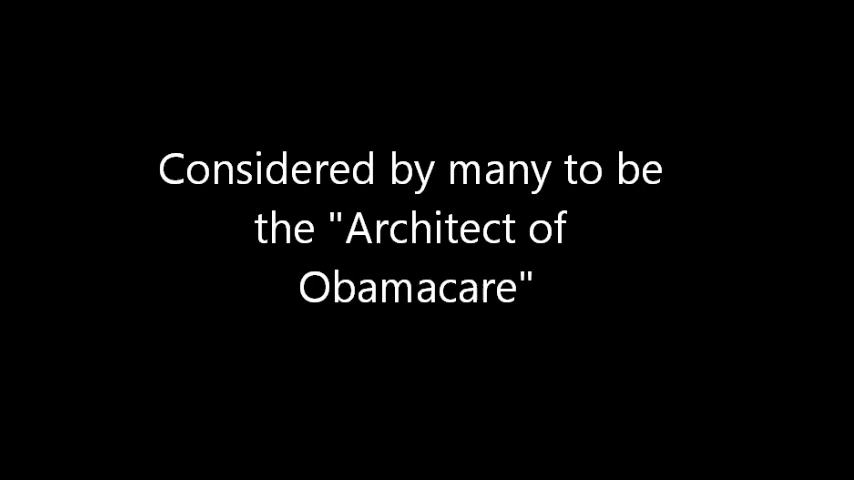 Considered by many to be
the "Architect of
Obamacare"